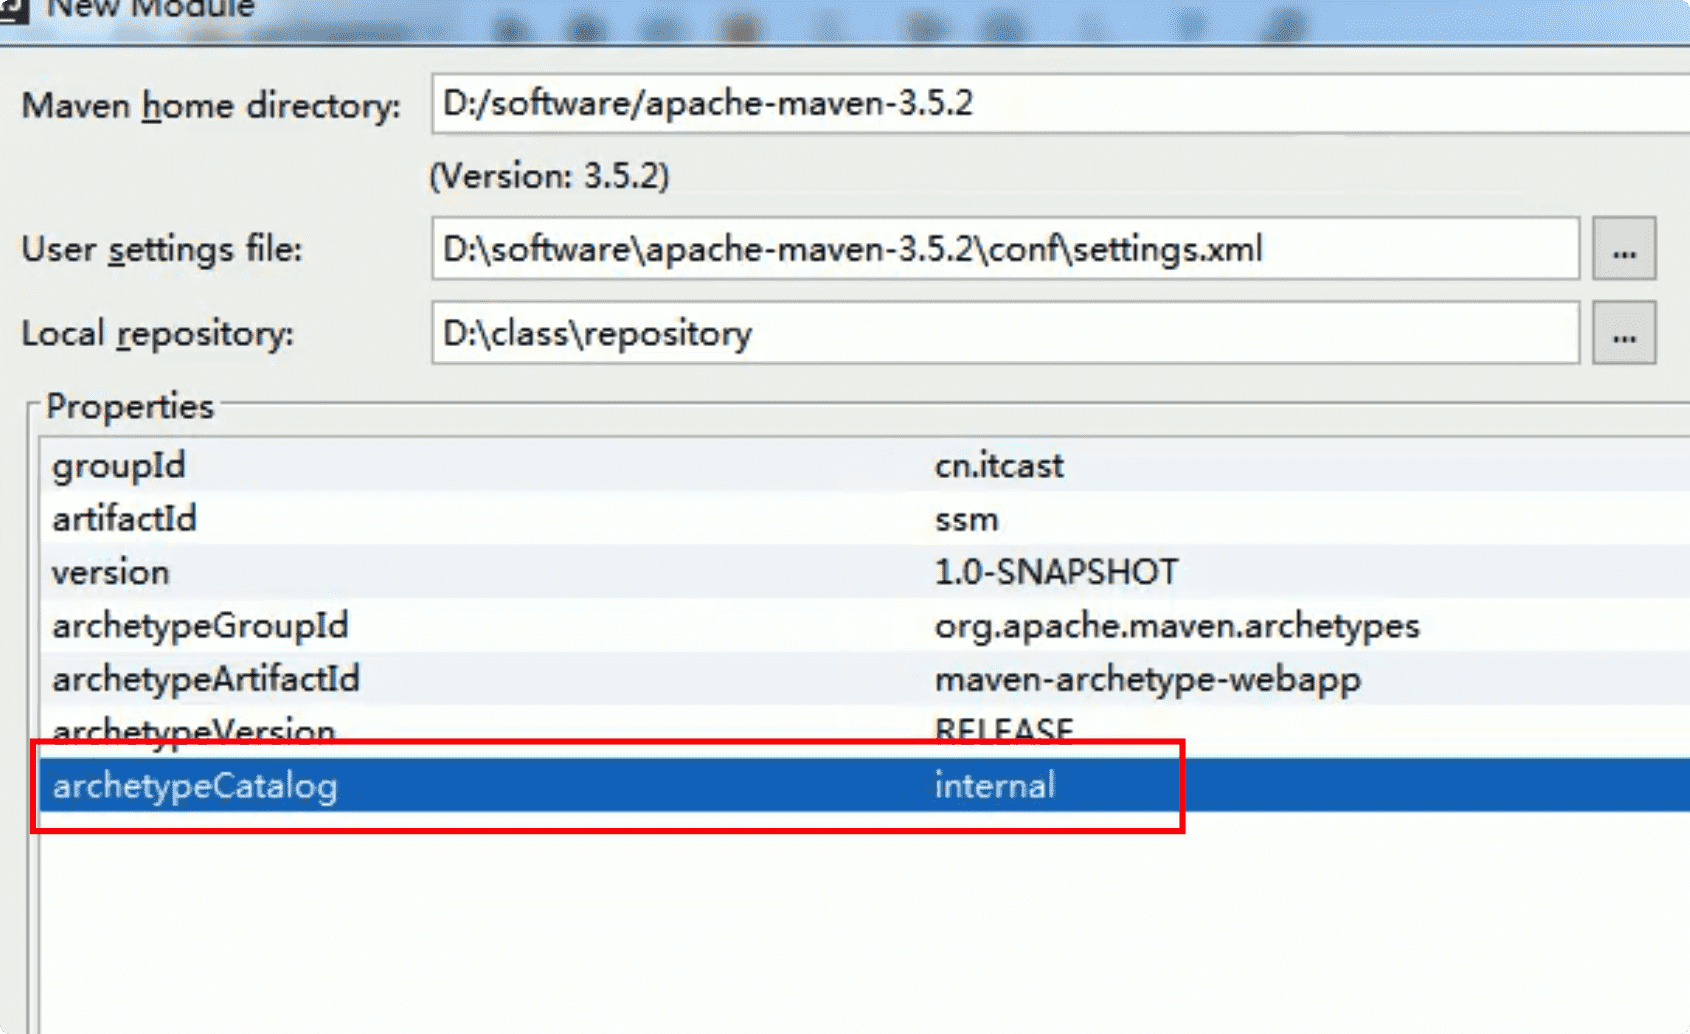 New Module
Maven home directory: D:/software/apache-maven-3.5.2
(Version: 3.5.2)
User settings file: D:\software\apache-maven-3.5.2\conf\settings.xml ...
Local repository: D:\class\repository ...
Properties
groupId cn.itcast
artifactId ssm
version 1.0-SNAPSHOT
archetypeGroupId org.apache.maven.archetypes
archetypeArtifactId maven-archetype-webapp
archetypeVersion RELEASE
archetypeCatalog internal